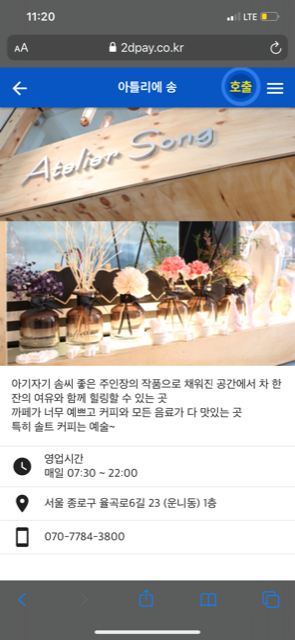 11:20
LTE
AA
2dpay.co.kr
아틀리에 송
호출
Atelier Song
아기자기 솜씨 좋은 주인장의 작품으로 채워진 공간에서 차 한
잔의 여유와 함께 힐링할 수 있는 곳
까페가 너무 예쁘고 커피와 모든 음료가 다 맛있는 곳
특히 솔트 커피는 예술~
영업시간
매일 07:30 ~ 22:00
서울 종로구 율곡로6길 23 (운니동) 1층
070-7784-3800